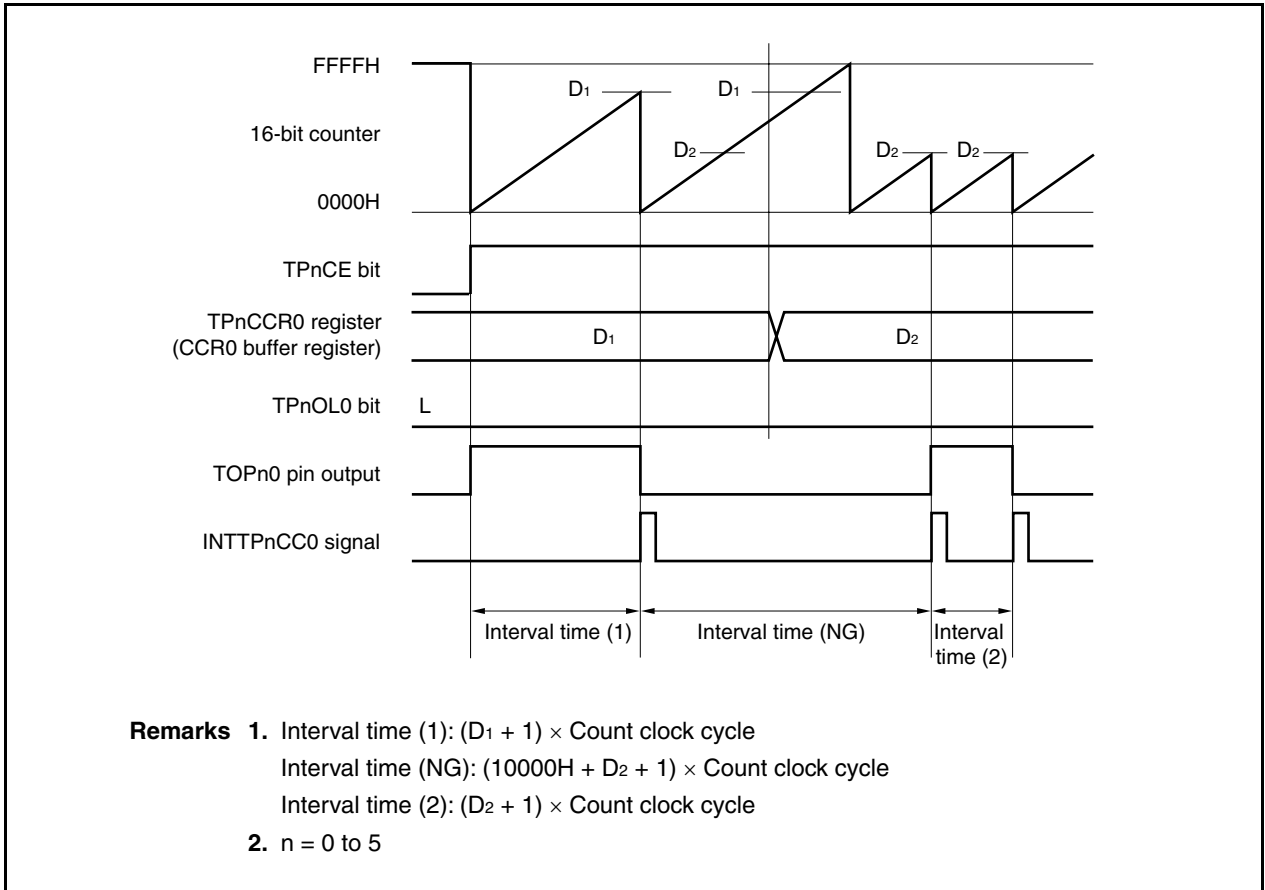 FFFFH
D1
D1
16-bit counter
D2
D2
D2
0000H
TPnCE bit
TPnCCR0 register
(CCR0 buffer register)
D1
D2
TPnOL0 bit
L
TOPn0 pin output
INTTPnCC0 signal
Interval time (1)
Interval time (NG)
Interval
time (2)
Remarks 1. Interval time (1): (D1 + 1) × Count clock cycle
Interval time (NG): (10000H + D2 + 1) × Count clock cycle
Interval time (2): (D2 + 1) × Count clock cycle
2. n = 0 to 5